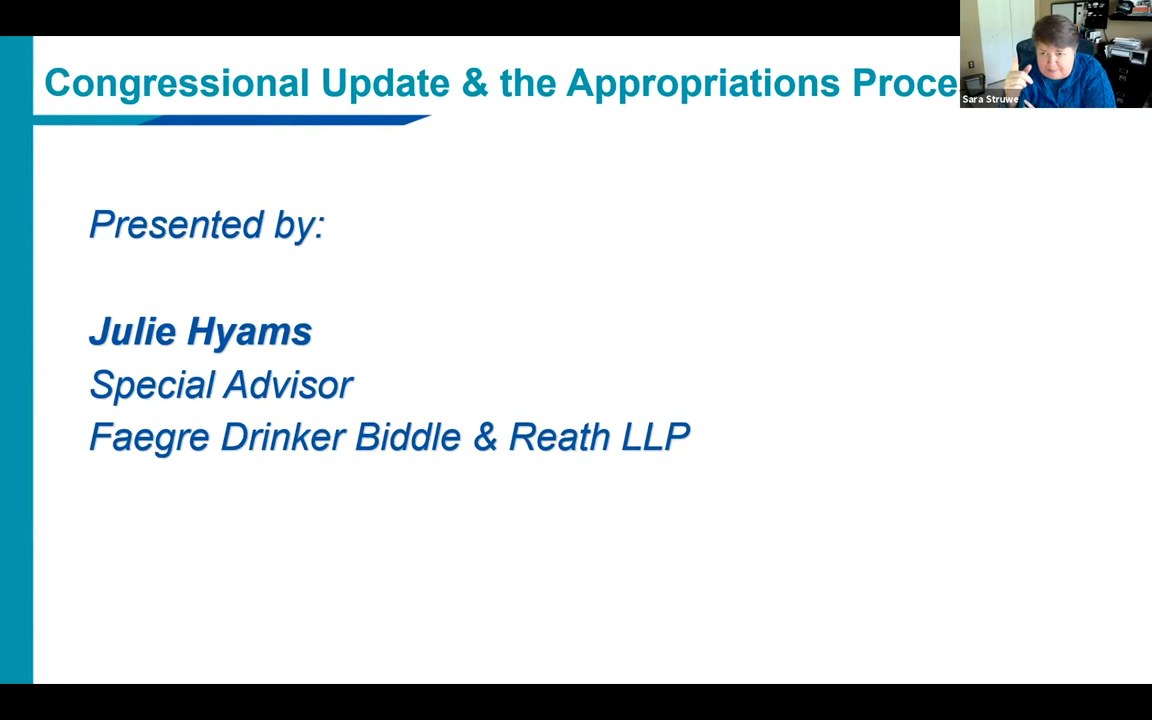 Congressional Update & the Appropriations Proce
Sara Struwe
Presented by:
Julie Hyams
Special Advisor
Faegre Drinker Biddle & Reath LLP